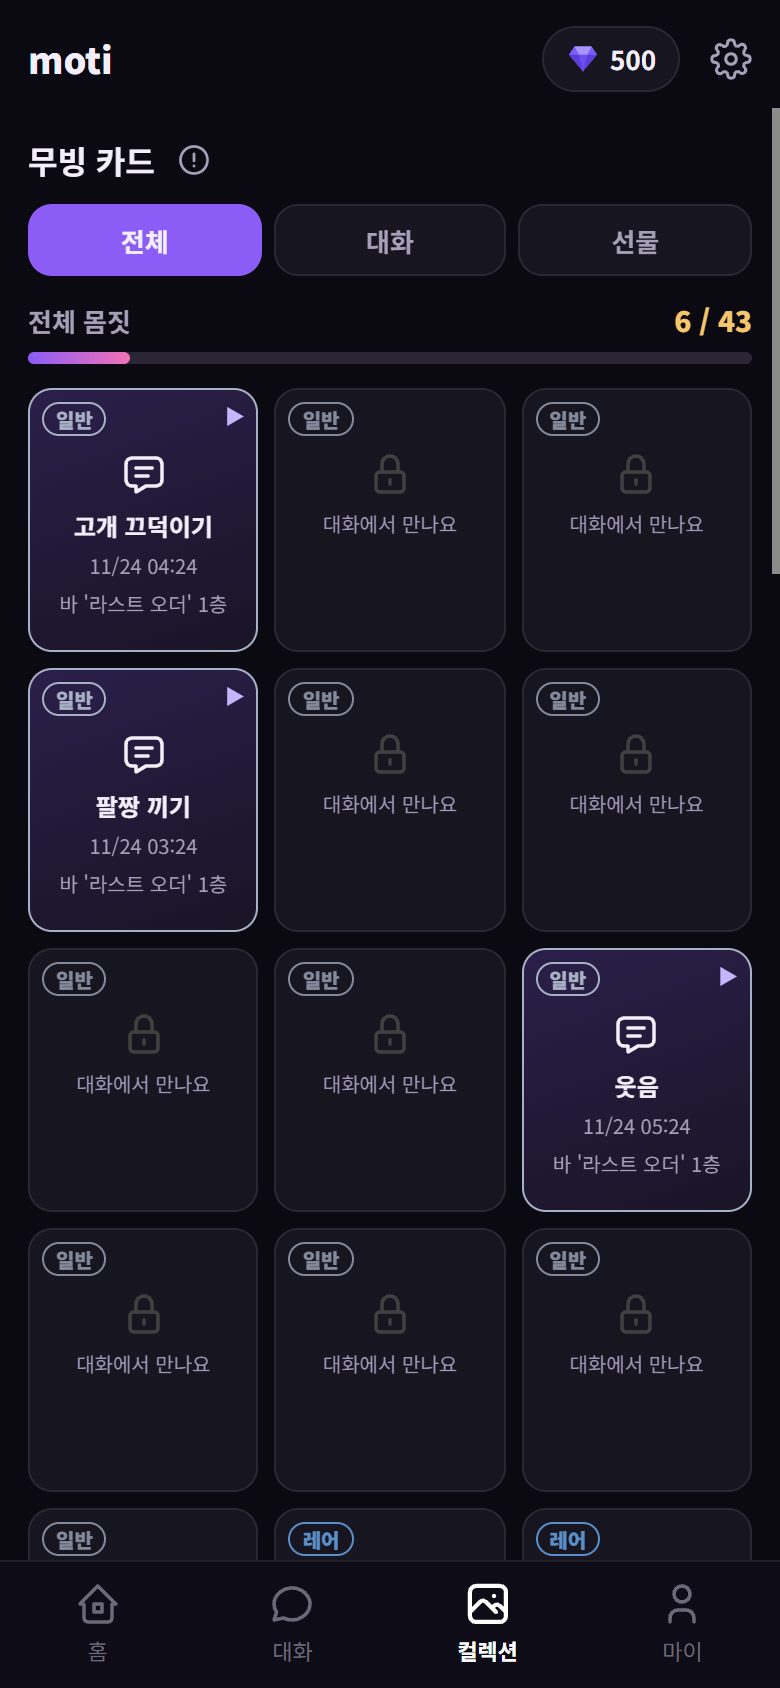 moti
500
무빙 카드
전체
대화
선물
전체 몸짓
6 / 43
일반
고개 끄덕이기
11/24 04:24
바 '라스트 오더' 1층
일반
대화에서 만나요
일반
대화에서 만나요
일반
팔짱 끼기
11/24 03:24
바 '라스트 오더' 1층
일반
대화에서 만나요
일반
대화에서 만나요
일반
대화에서 만나요
일반
대화에서 만나요
일반
웃음
11/24 05:24
바 '라스트 오더' 1층
일반
대화에서 만나요
일반
대화에서 만나요
일반
대화에서 만나요
일반
레어
레어
홈
대화
컬렉션
마이